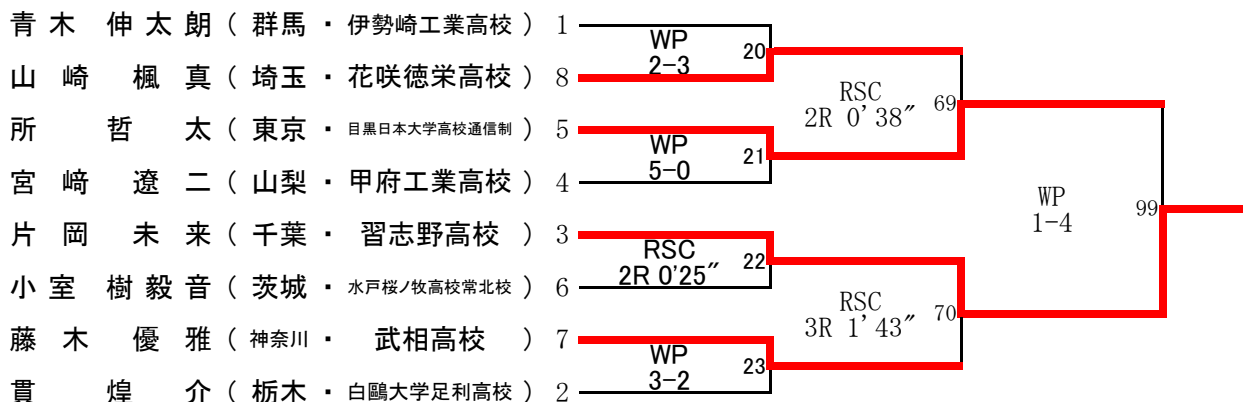 青木 伸太朗 ( 群馬 ・ 伊勢崎工業高校 ) 1
山崎 楓真 ( 埼玉 ・ 花咲徳栄高校 ) 8
所 哲太 ( 東京 ・ 目黒日本大学高校通信制 ) 5
宮﨑 遼二 ( 山梨 ・ 甲府工業高校 ) 4
片岡 未来 ( 千葉 ・ 習志野高校 ) 3
小室 樹毅音 ( 茨城 ・ 水戸桜ノ牧高校常北校 ) 6
藤木 優雅 ( 神奈川 ・ 武相高校 ) 7
貫 煌介 ( 栃木 ・ 白鷗大学足利高校 ) 2
WP
2-3
20
WP
5-0
21
RSC
2R 0'25″
22
WP
3-2
23
RSC
2R 0'38″
69
RSC
3R 1'43″
70
WP
1-4
99